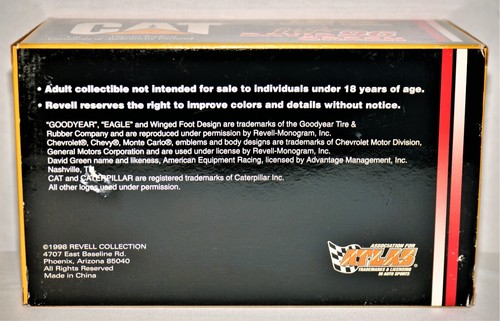 CAT
• Adult collectible not intended for sale to individuals under 18 years of age.
• Revell reserves the right to improve colors and details without notice.
"GOODYEAR", "EAGLE" and Winged Foot Design are trademarks of the Goodyear Tire &
Rubber Company and are reproduced under permission by Revell-Monogram, Inc.
Chevrolet®, Chevy®, Monte Carlo®, emblems and body designs are trademarks of Chevrolet Motor Division,
General Motors Corporation and are used under license by Revell-Monogram, Inc.
David Green name and likeness, American Equipment Racing, licensed by Advantage Management, Inc.
Nashville,
CAT and CATERPILLAR are registered trademarks of Caterpillar Inc.
All other logos used under permission.
©1998 REVELL COLLECTION
4707 East Baseline Rd.
Phoenix, Arizona 85040
All Rights Reserved
Made in China
ASSOCIATION FOR
ATLAS
TRADEMARKS & LICENSING
IN AUTO SPORTS